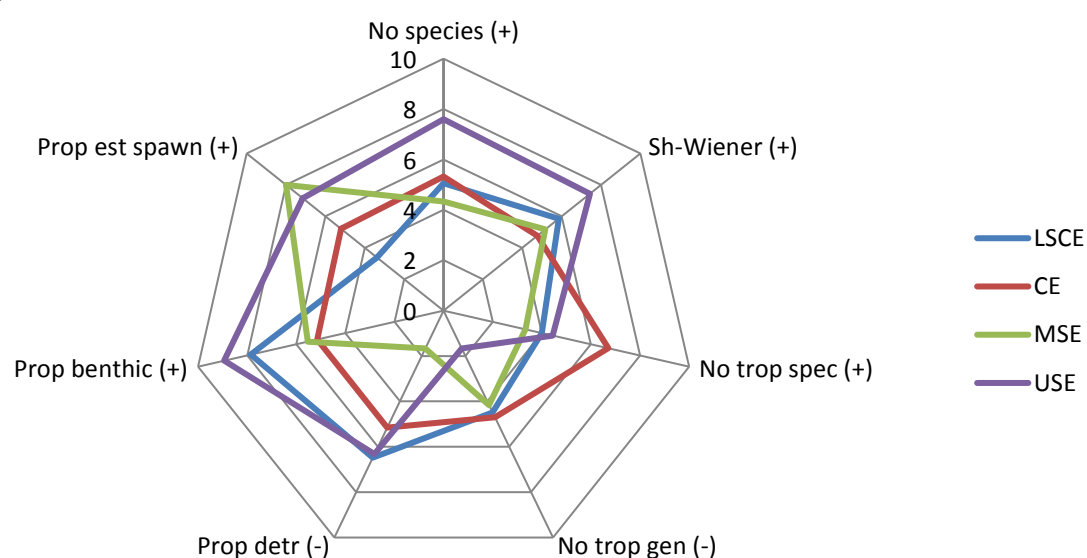 No species (+)
10
8
6
4
2
0
Sh-Wiener (+)
No trop spec (+)
No trop gen (-)
Prop detr (-)
Prop benthic (+)
Prop est spawn (+)
LSCE
CE
MSE
USE